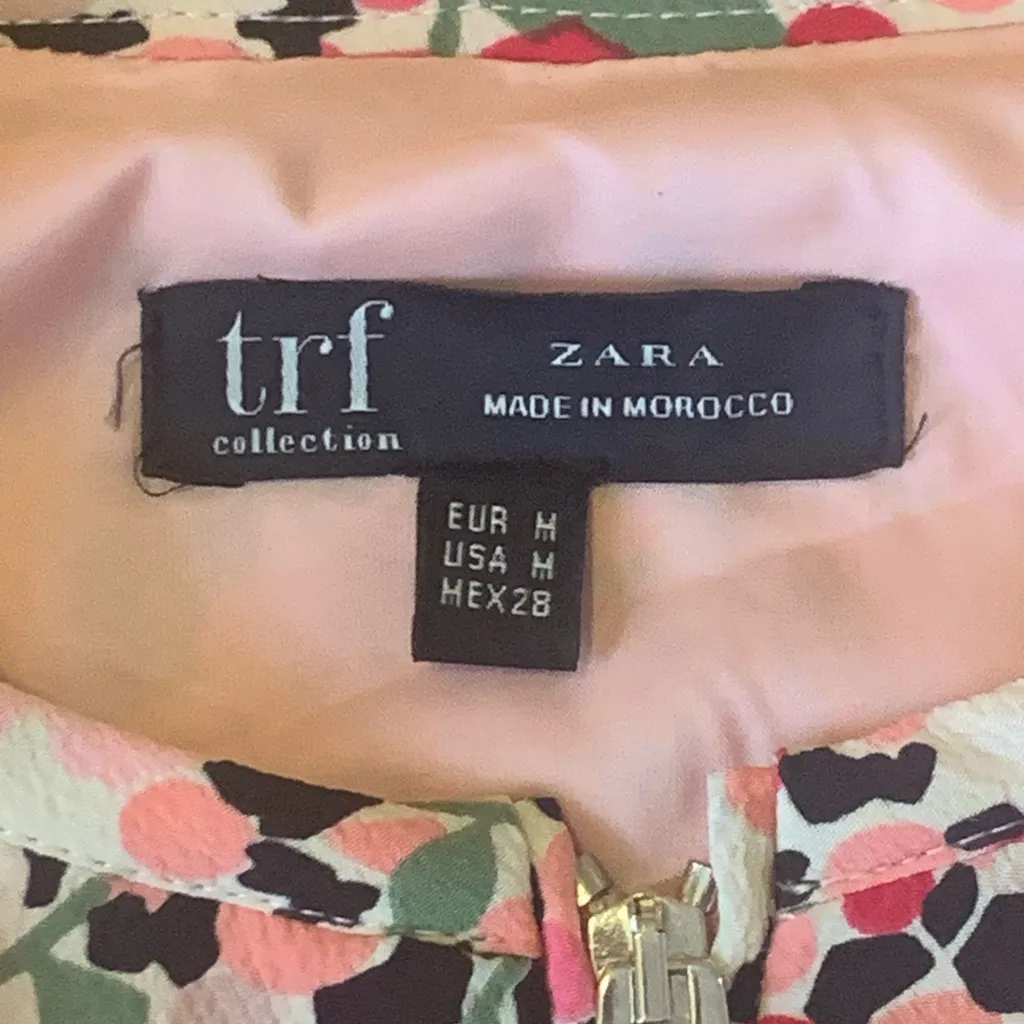 trf
collection
ZARA
MADE IN MOROCCO
EUR M
USA M
MEX 28